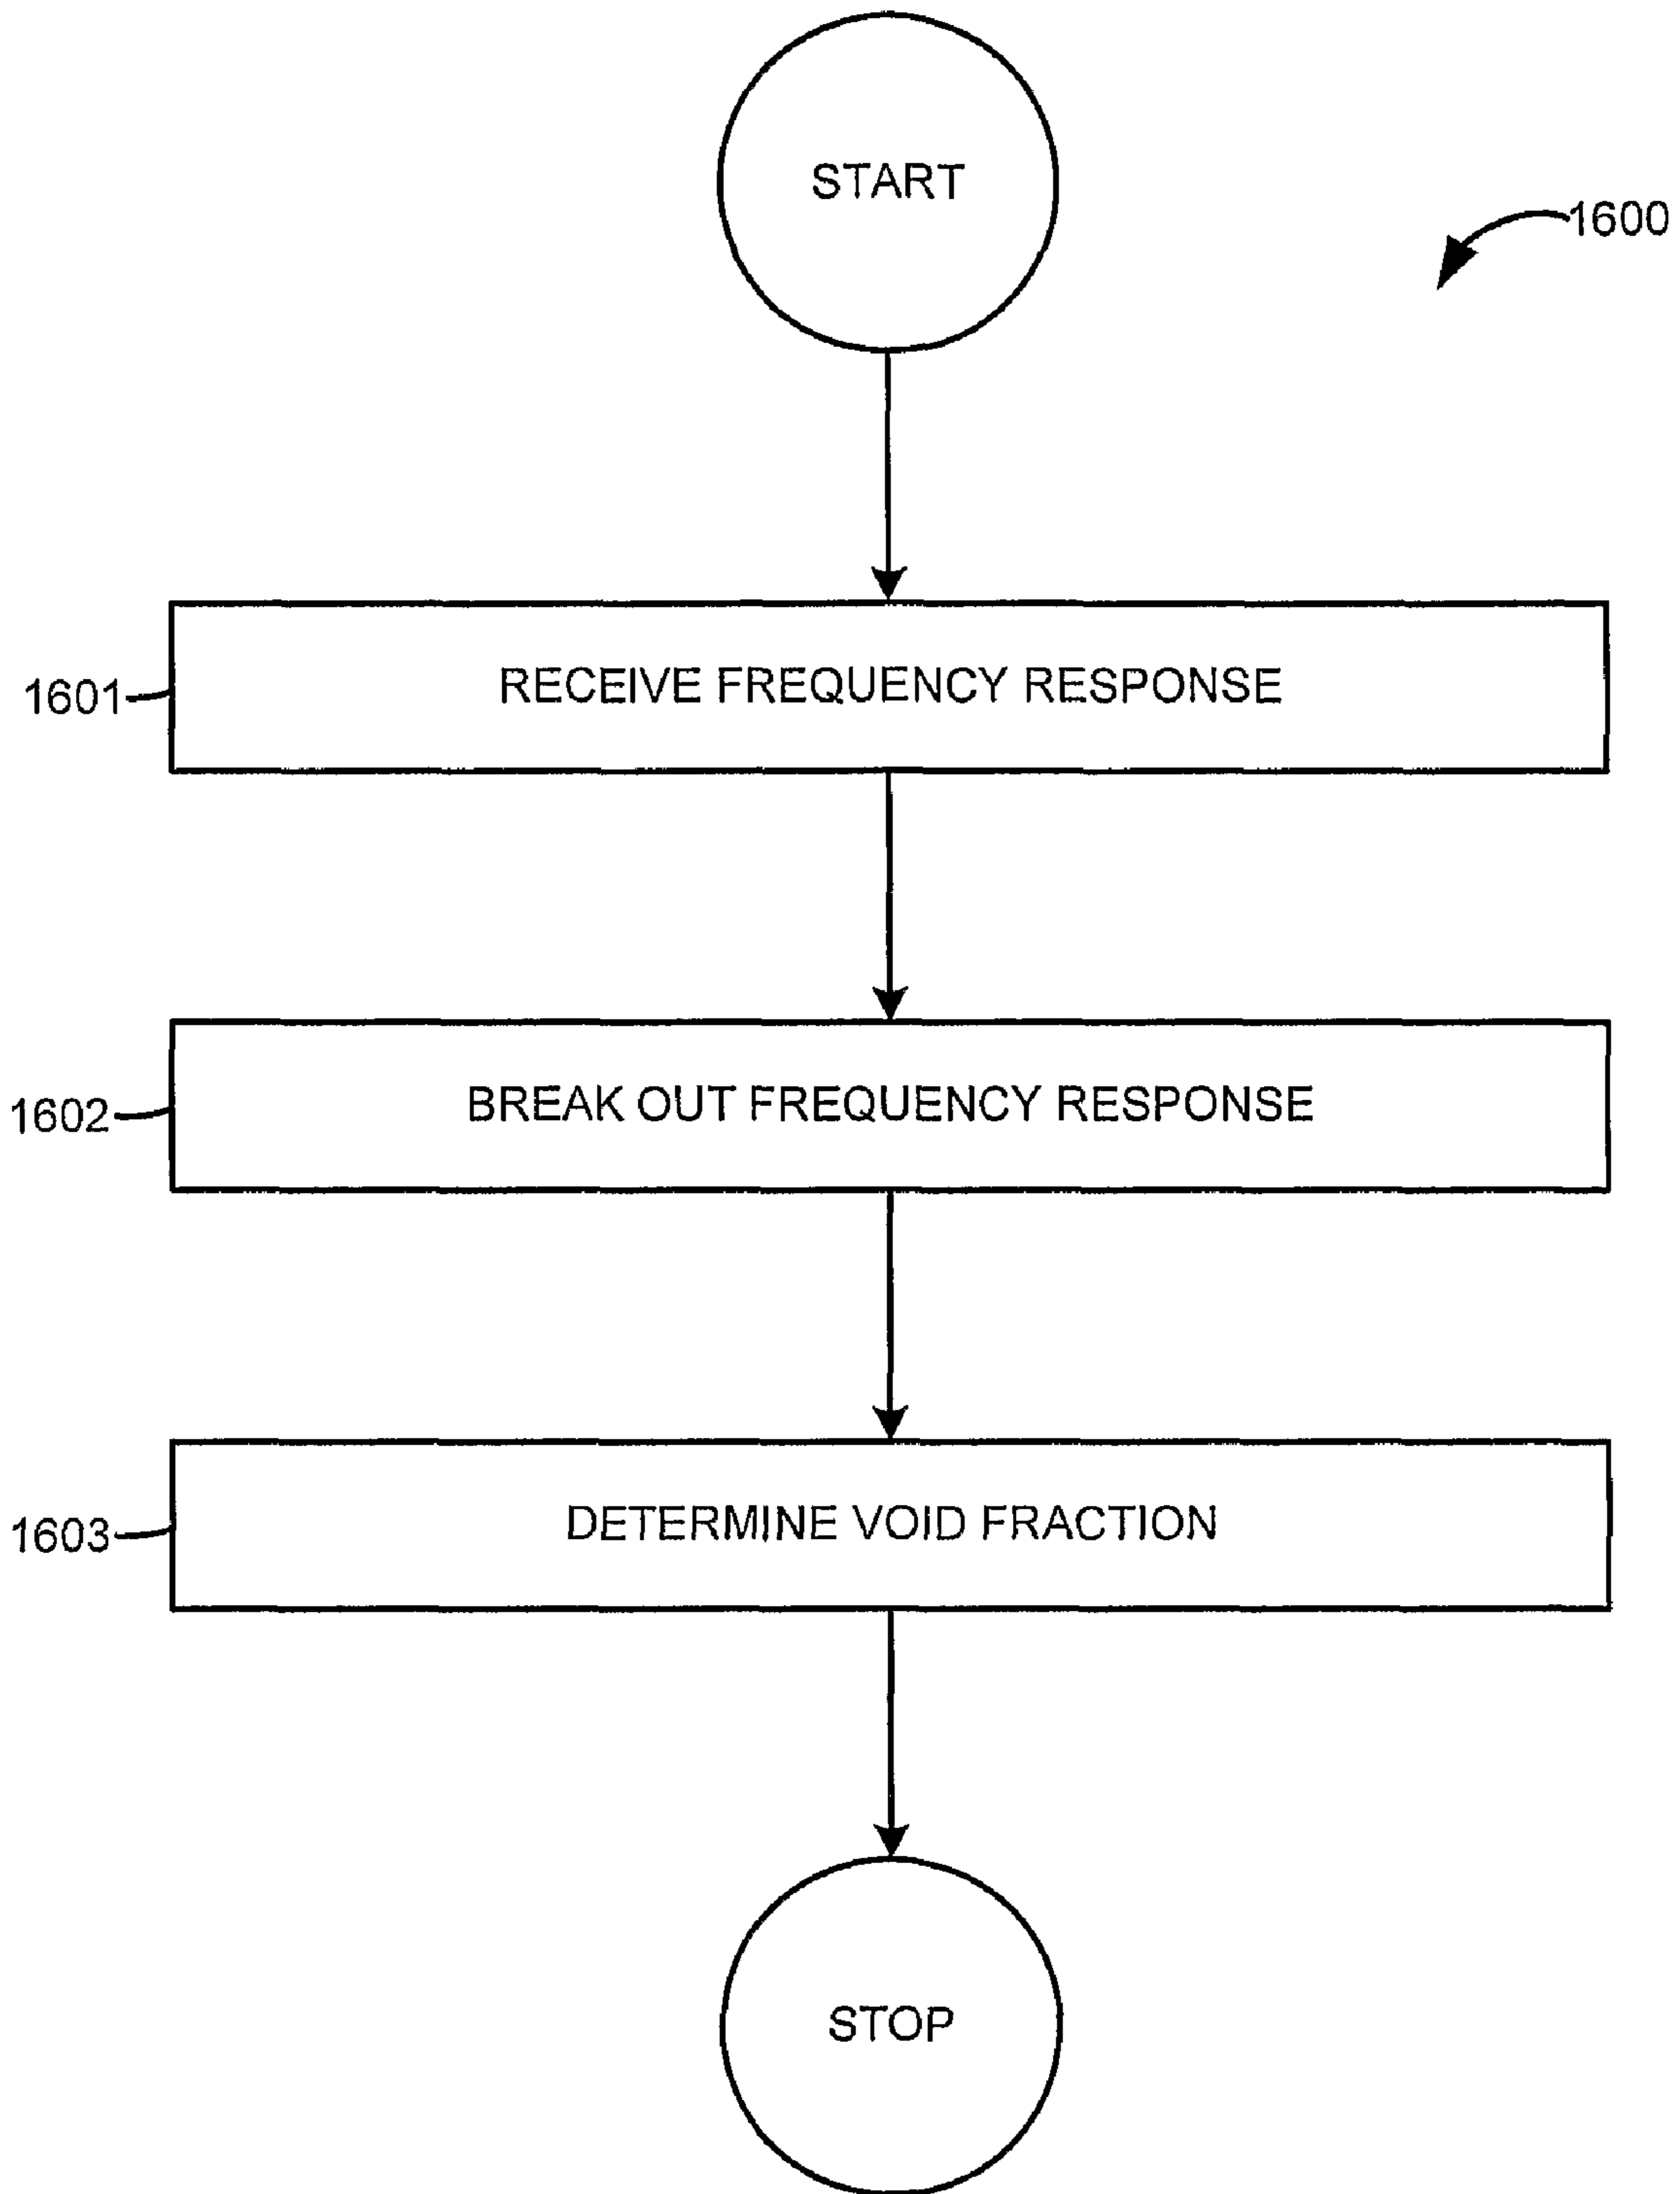 START
1600
1601
RECEIVE FREQUENCY RESPONSE
1602
BREAK OUT FREQUENCY RESPONSE
1603
DETERMINE VOID FRACTION
STOP